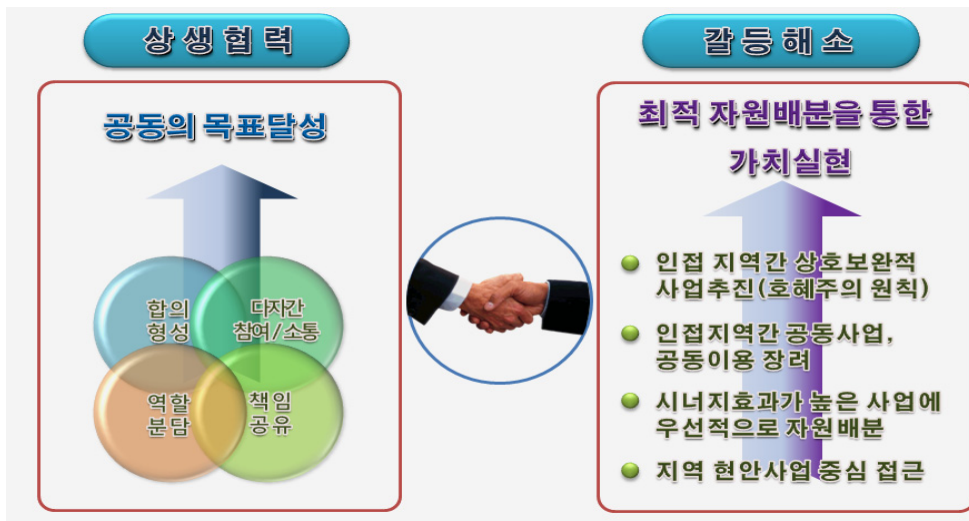 상생협력
공동의 목표달성
합의
형성
다자간
참여/소통
역할
분담
책임
공유
갈등해소
최적 자원배분을 통한
가치실현
인접 지역간 상호보완적
사업추진(호혜주의 원칙)
인접지역간 공동사업,
공동이용 장려
시너지효과가 높은 사업에
우선적으로 자원배분
지역 현안사업 중심 접근